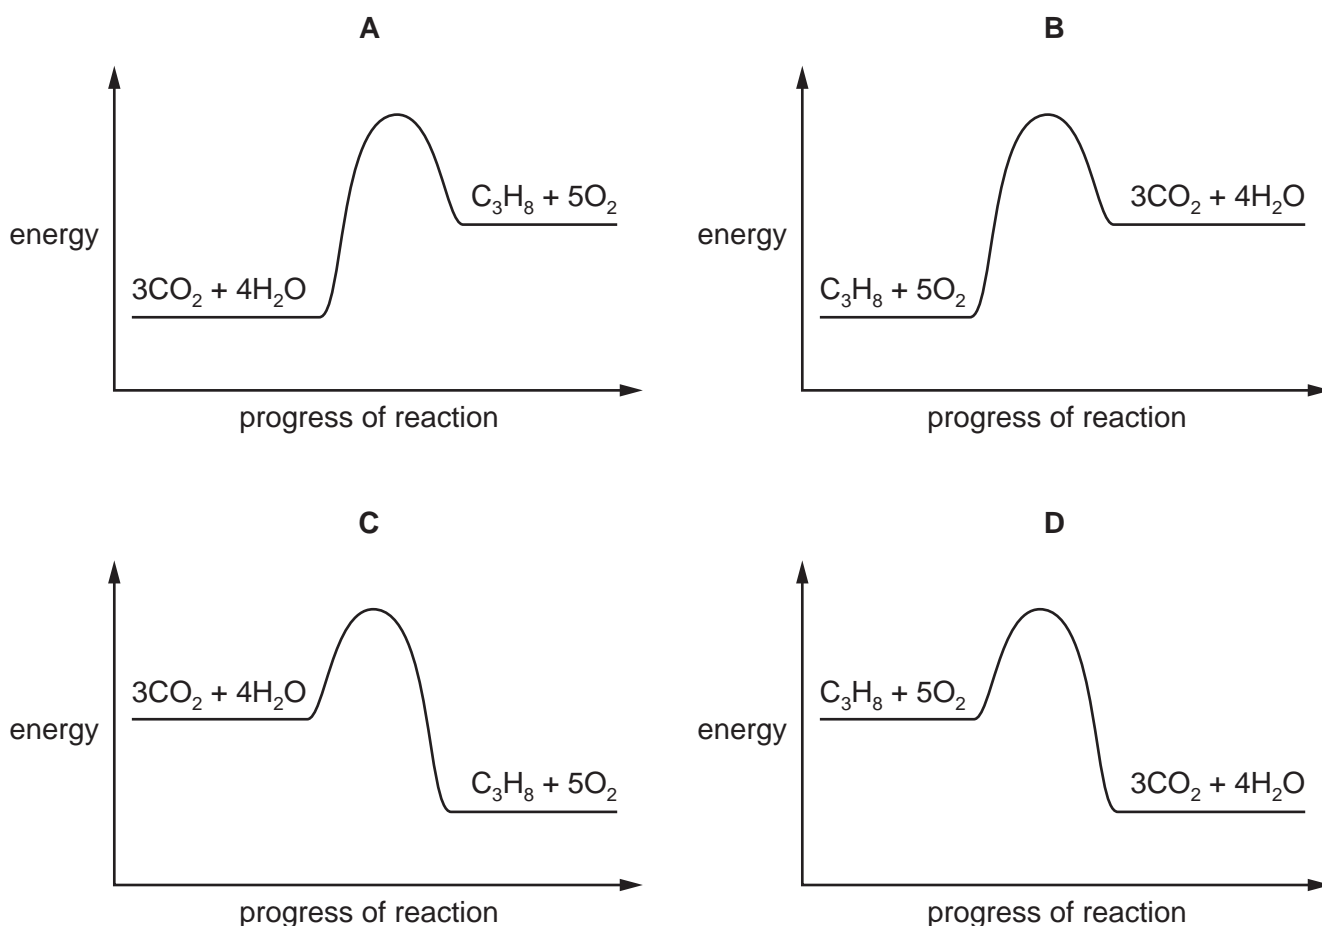 A
energy
3CO₂ + 4H₂O
C₃H₈ + 5O₂
progress of reaction
B
energy
C₃H₈ + 5O₂
3CO₂ + 4H₂O
progress of reaction
C
energy
3CO₂ + 4H₂O
C₃H₈ + 5O₂
progress of reaction
D
energy
C₃H₈ + 5O₂
3CO₂ + 4H₂O
progress of reaction